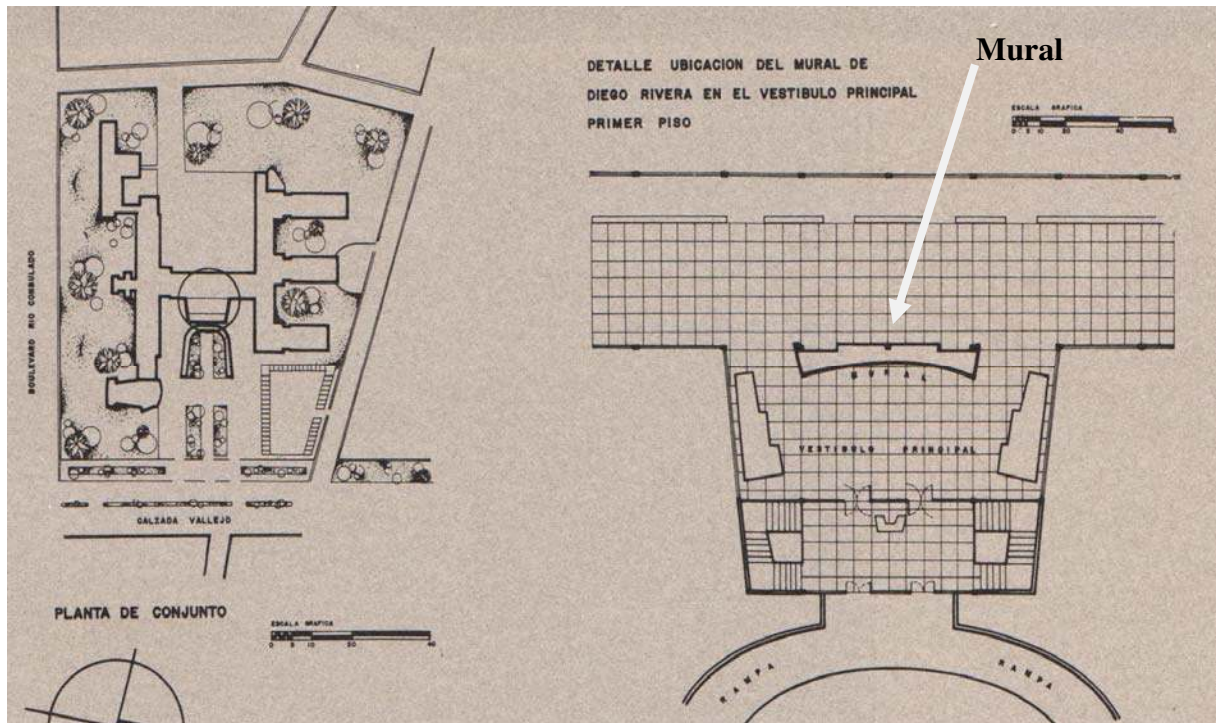 Mural
DETALLE UBICACION DEL MURAL DE
DIEGO RIVERA EN EL VESTIBULO PRINCIPAL
PRIMER PISO
ESCALA GRAFICA
MURAL
VESTIBULO PRINCIPAL
RAMPA
RAMPA
BOULEVARD RIO CONSULADO
CALZADA VALLEJO
PLANTA DE CONJUNTO
ESCALA GRAFICA
0 5 10 20 40